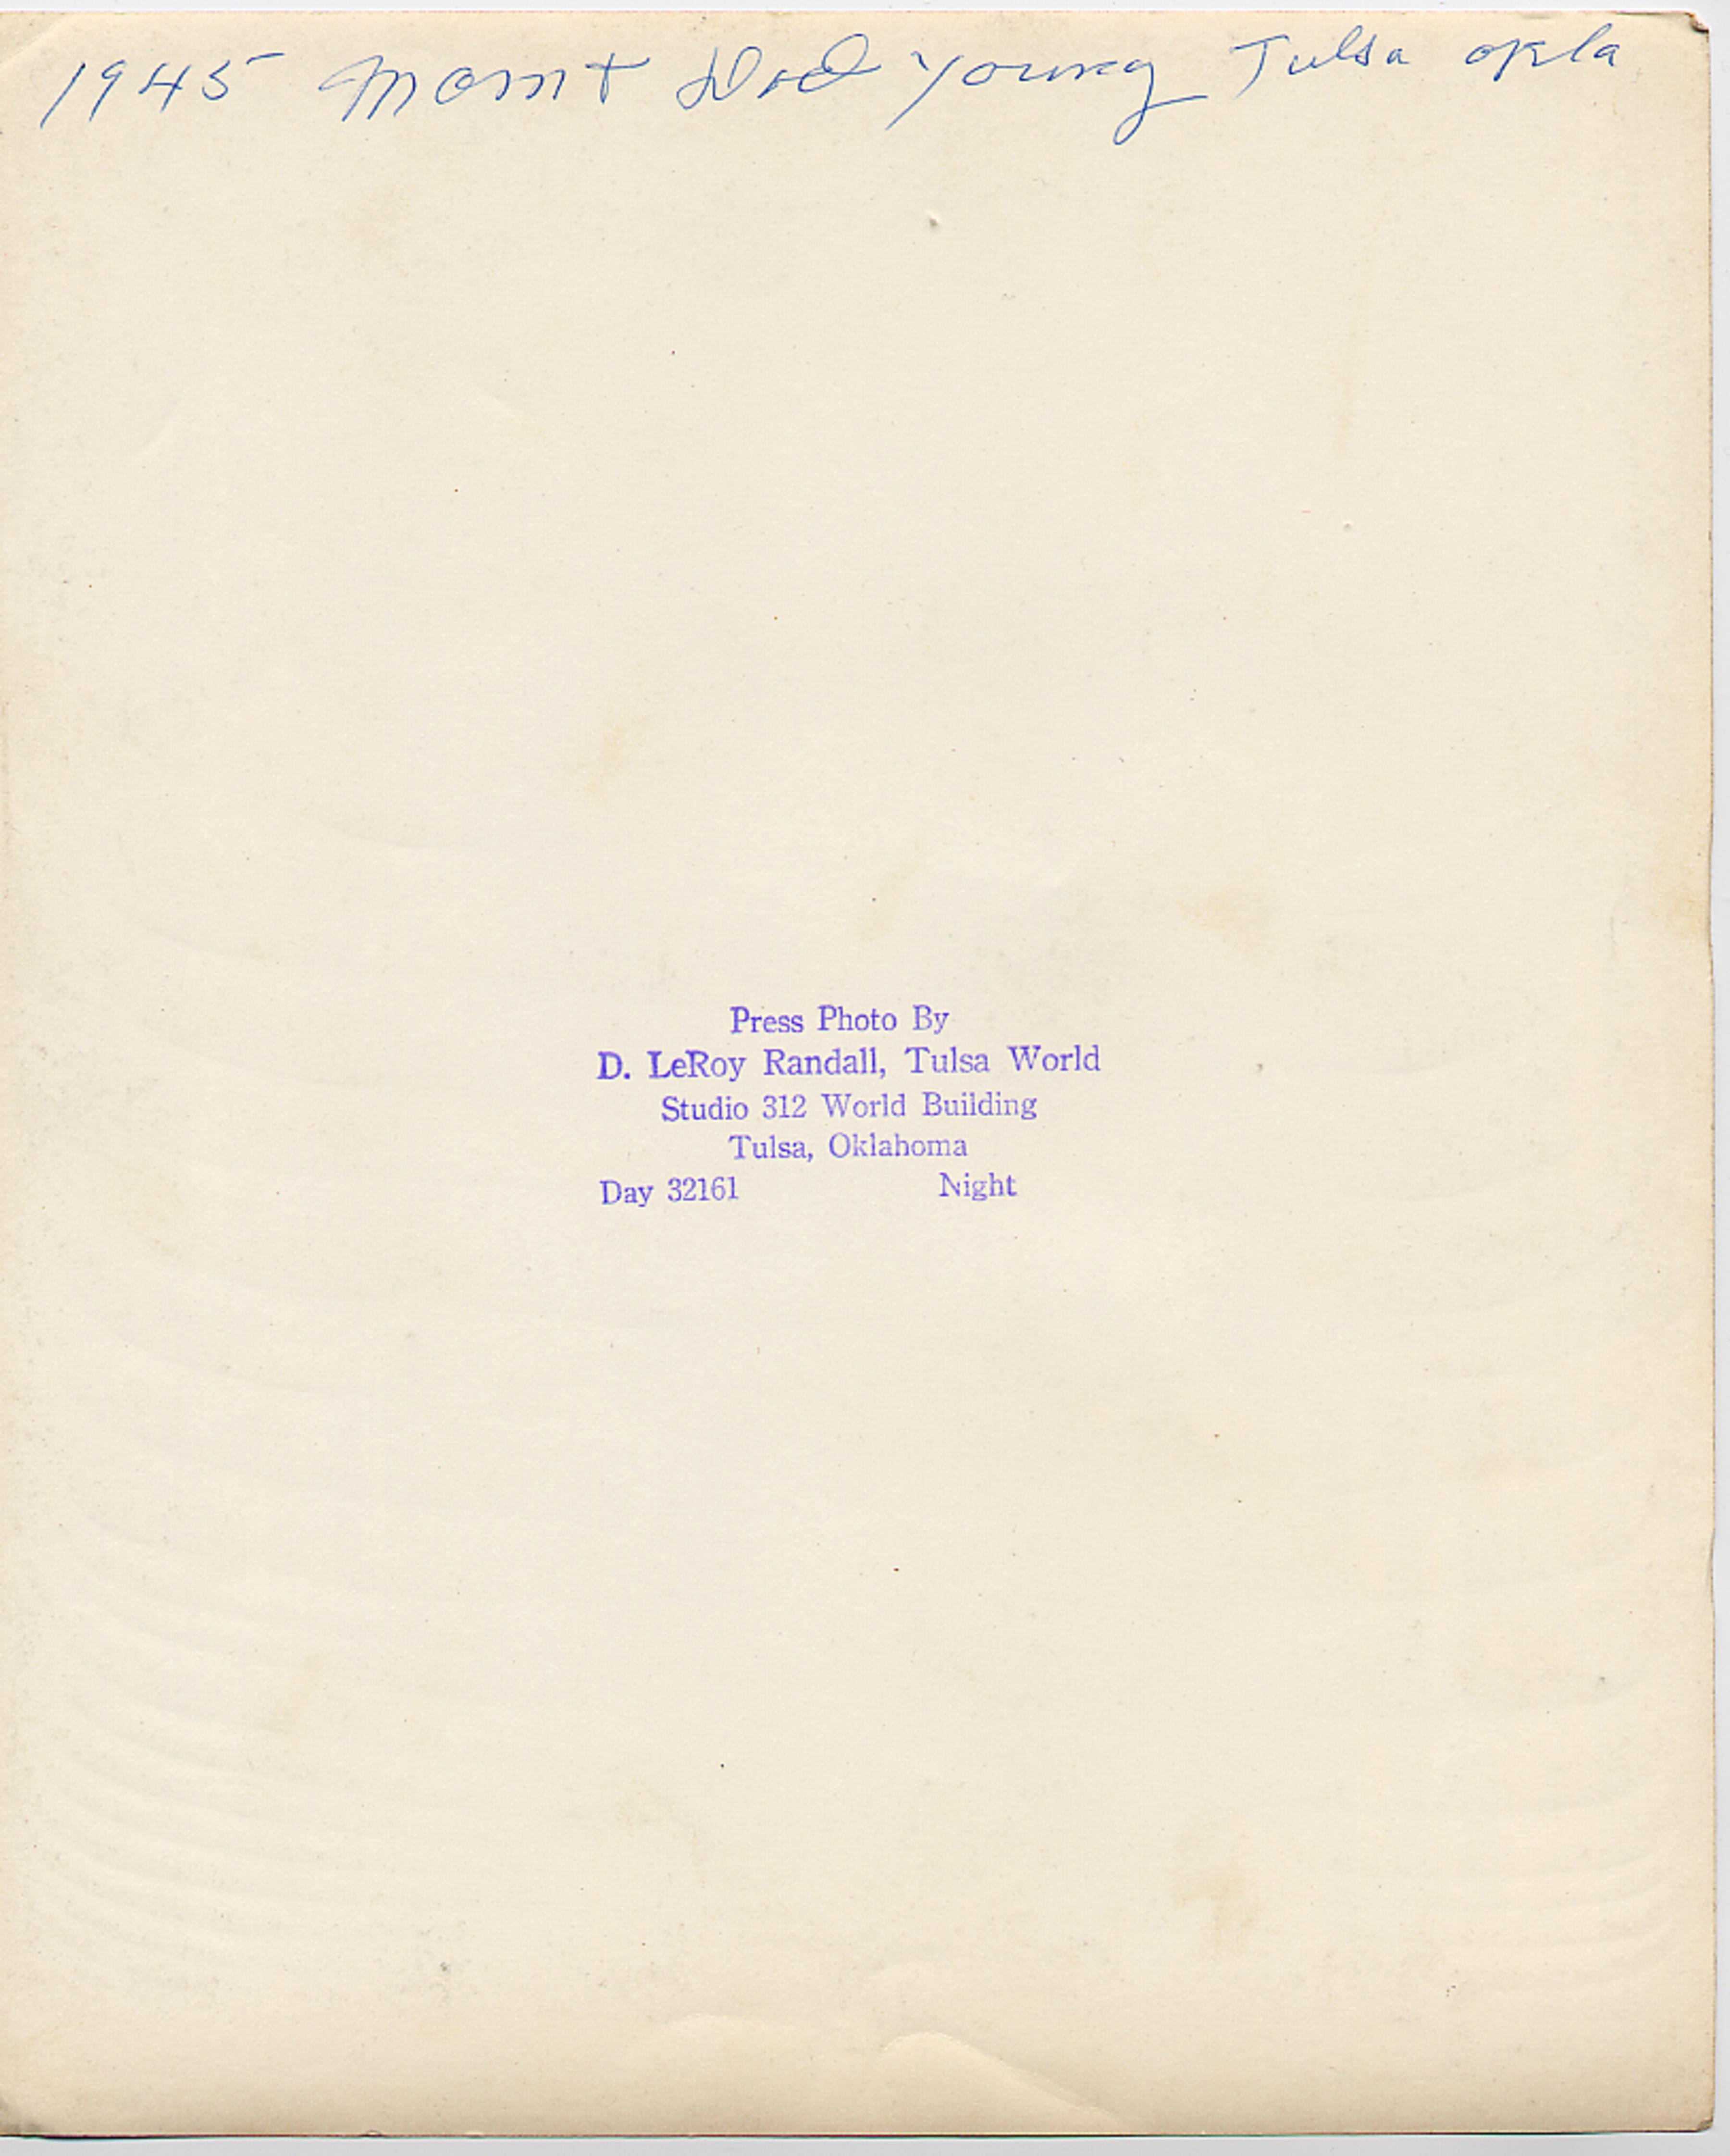 1945 Mom + Dad Young Tulsa Okla
Press Photo By
D. LeRoy Randall, Tulsa World
Studio 312 World Building
Tulsa, Oklahoma
Day 32161 Night